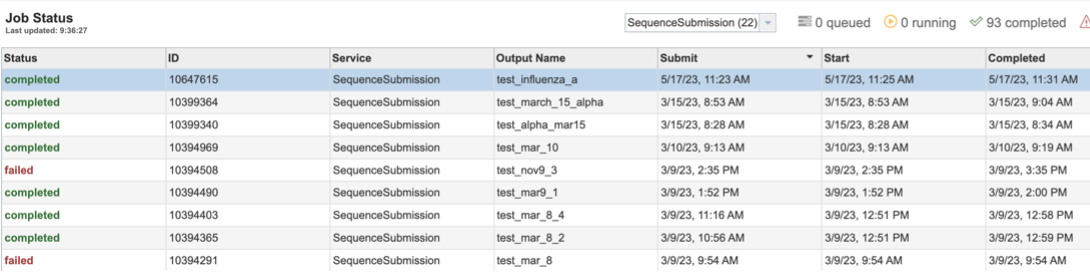 Job Status
Last updated: 9:36:27
SequenceSubmission (22) 0 queued 0 running 93 completed
Status ID Service Output Name Submit Start Completed
completed 10647615 SequenceSubmission test_influenza_a 5/17/23, 11:23 AM 5/17/23, 11:25 AM 5/17/23, 11:31 AM
completed 10399364 SequenceSubmission test_march_15_alpha 3/15/23, 8:53 AM 3/15/23, 8:53 AM 3/15/23, 9:04 AM
completed 10399340 SequenceSubmission test_alpha_mar15 3/15/23, 8:28 AM 3/15/23, 8:28 AM 3/15/23, 8:34 AM
completed 10394969 SequenceSubmission test_mar_10 3/10/23, 9:13 AM 3/10/23, 9:13 AM 3/10/23, 9:19 AM
failed 10394508 SequenceSubmission test_nov9_3 3/9/23, 2:35 PM 3/9/23, 2:35 PM 3/9/23, 3:35 PM
completed 10394490 SequenceSubmission test_mar9_1 3/9/23, 1:52 PM 3/9/23, 1:52 PM 3/9/23, 2:00 PM
completed 10394403 SequenceSubmission test_mar_8_4 3/9/23, 11:16 AM 3/9/23, 12:51 PM 3/9/23, 12:58 PM
completed 10394365 SequenceSubmission test_mar_8_2 3/9/23, 10:56 AM 3/9/23, 12:51 PM 3/9/23, 12:59 PM
failed 10394291 SequenceSubmission test_mar_8 3/9/23, 9:54 AM 3/9/23, 9:54 AM 3/9/23, 9:54 AM